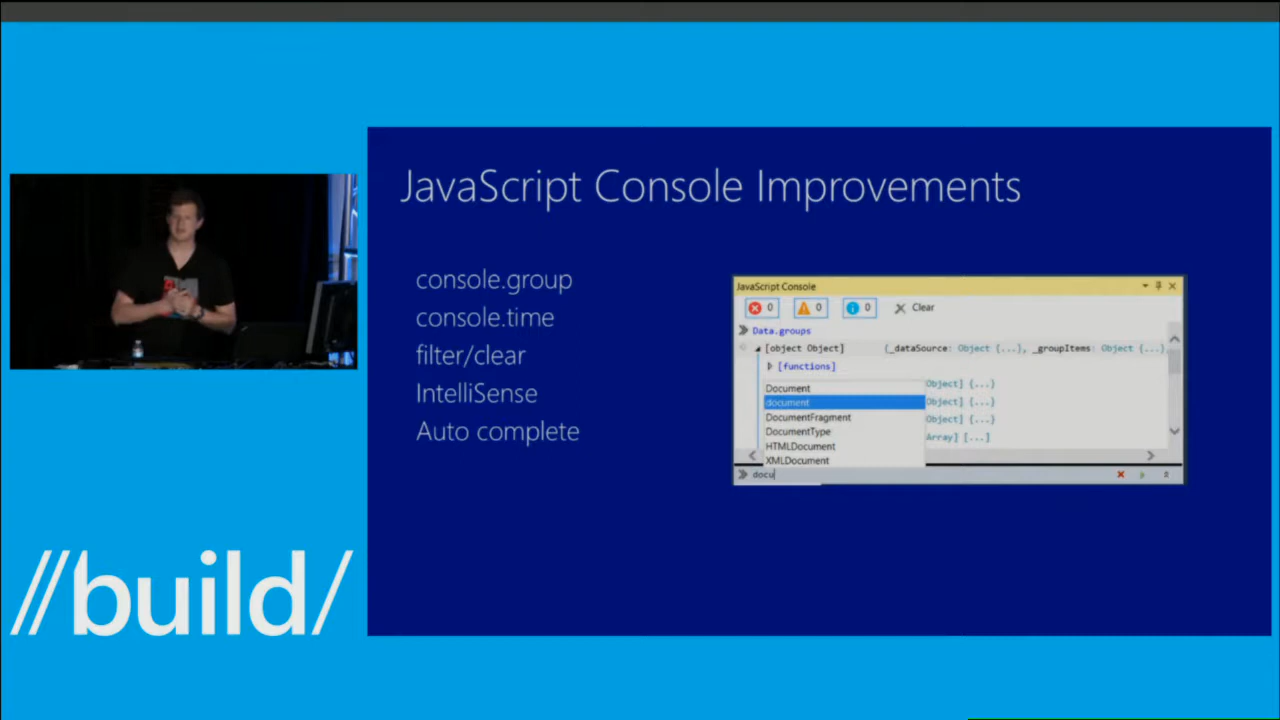 JavaScript Console Improvements
console.group
console.time
filter/clear
IntelliSense
Auto complete
JavaScript Console
0 0 0 Clear
Data.groups
[object Object] {_dataSource: Object {...}, _groupItems: Object {...},
[functions]
Object] {...}
Object] {...}
Object] {...}
Array] [...]
Document
document
DocumentFragment
DocumentType
HTMLDocument
XMLDocument
docu
//build/